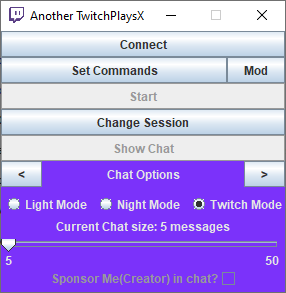 Another TwitchPlaysX
Connect
Set Commands Mod
Start
Change Session
Show Chat
< Chat Options >
Light Mode Night Mode Twitch Mode
Current Chat size: 5 messages
5 50
Sponsor Me(Creator) in chat?